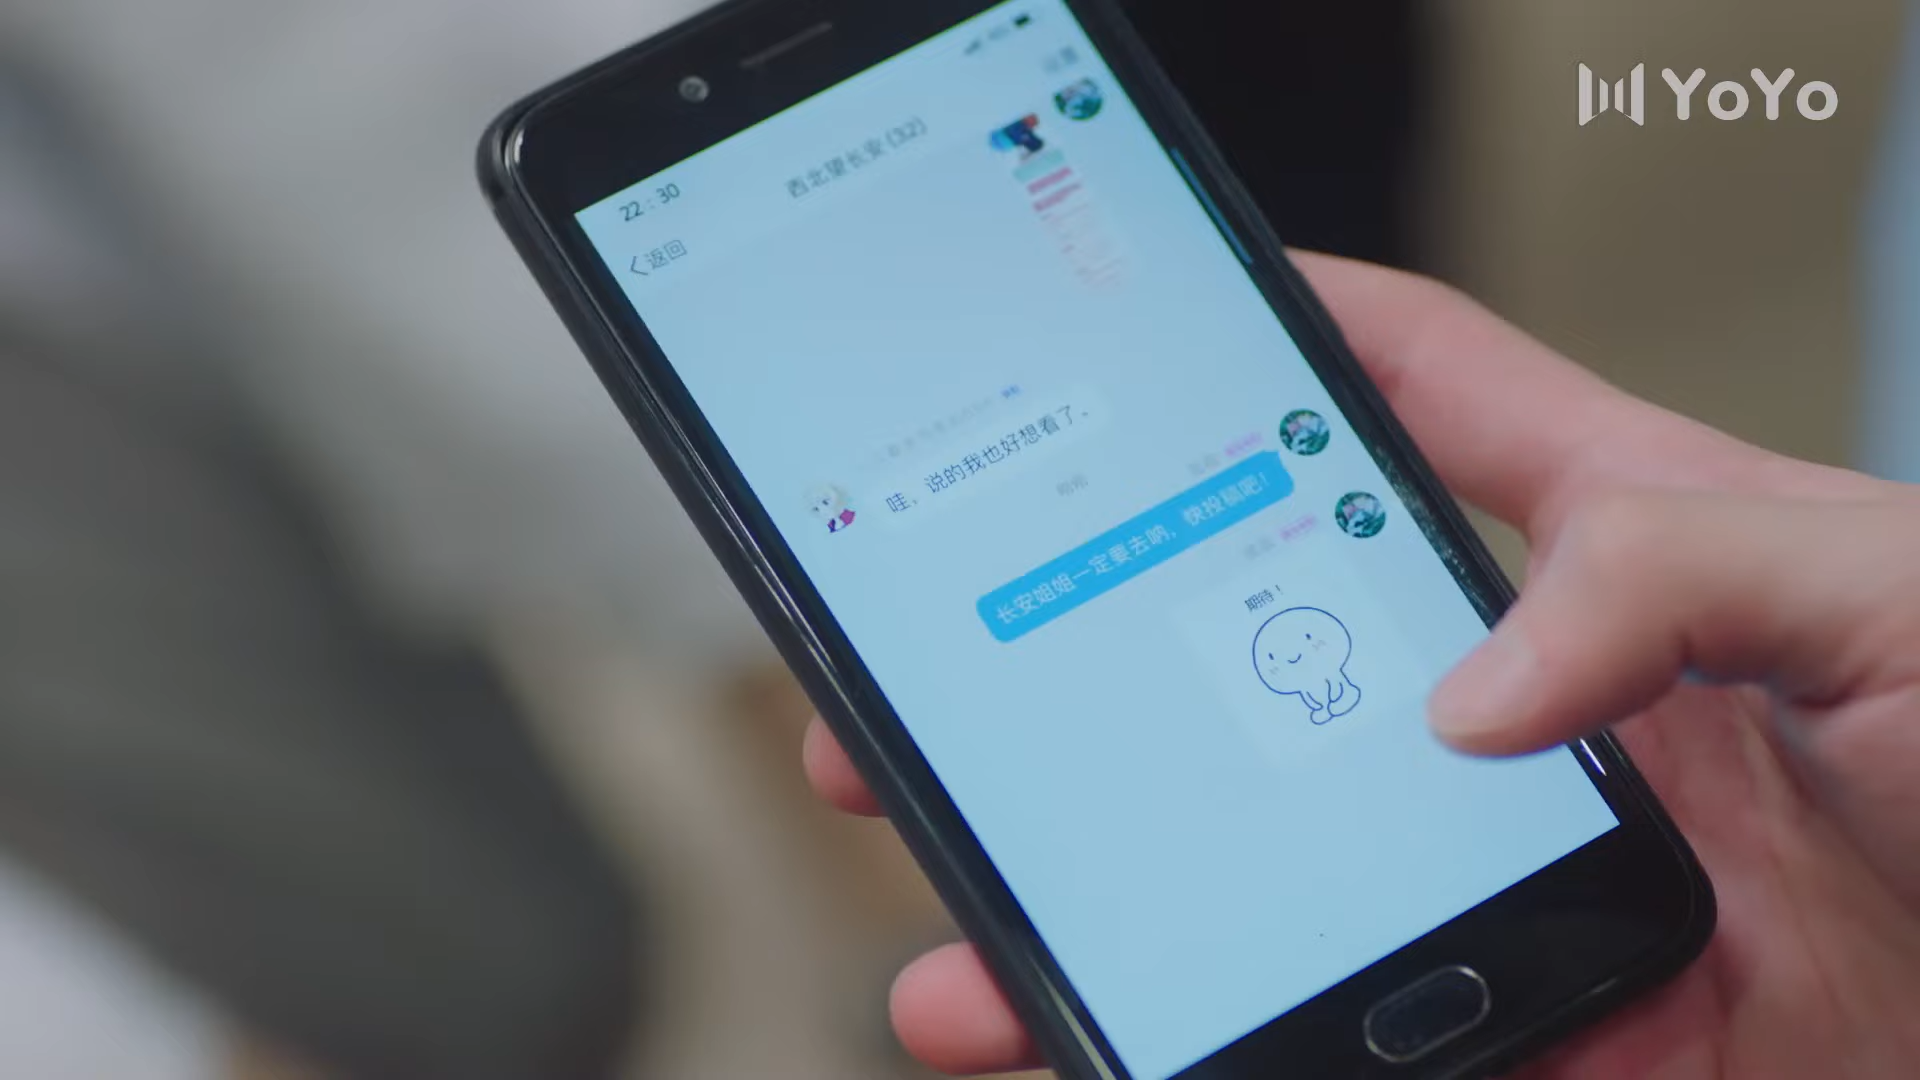 YoYo
22:30
西北望长安(32)
返回
哇，说的我也好想看了、
长安姐姐一定要去呐，快投稿吧！
期待！